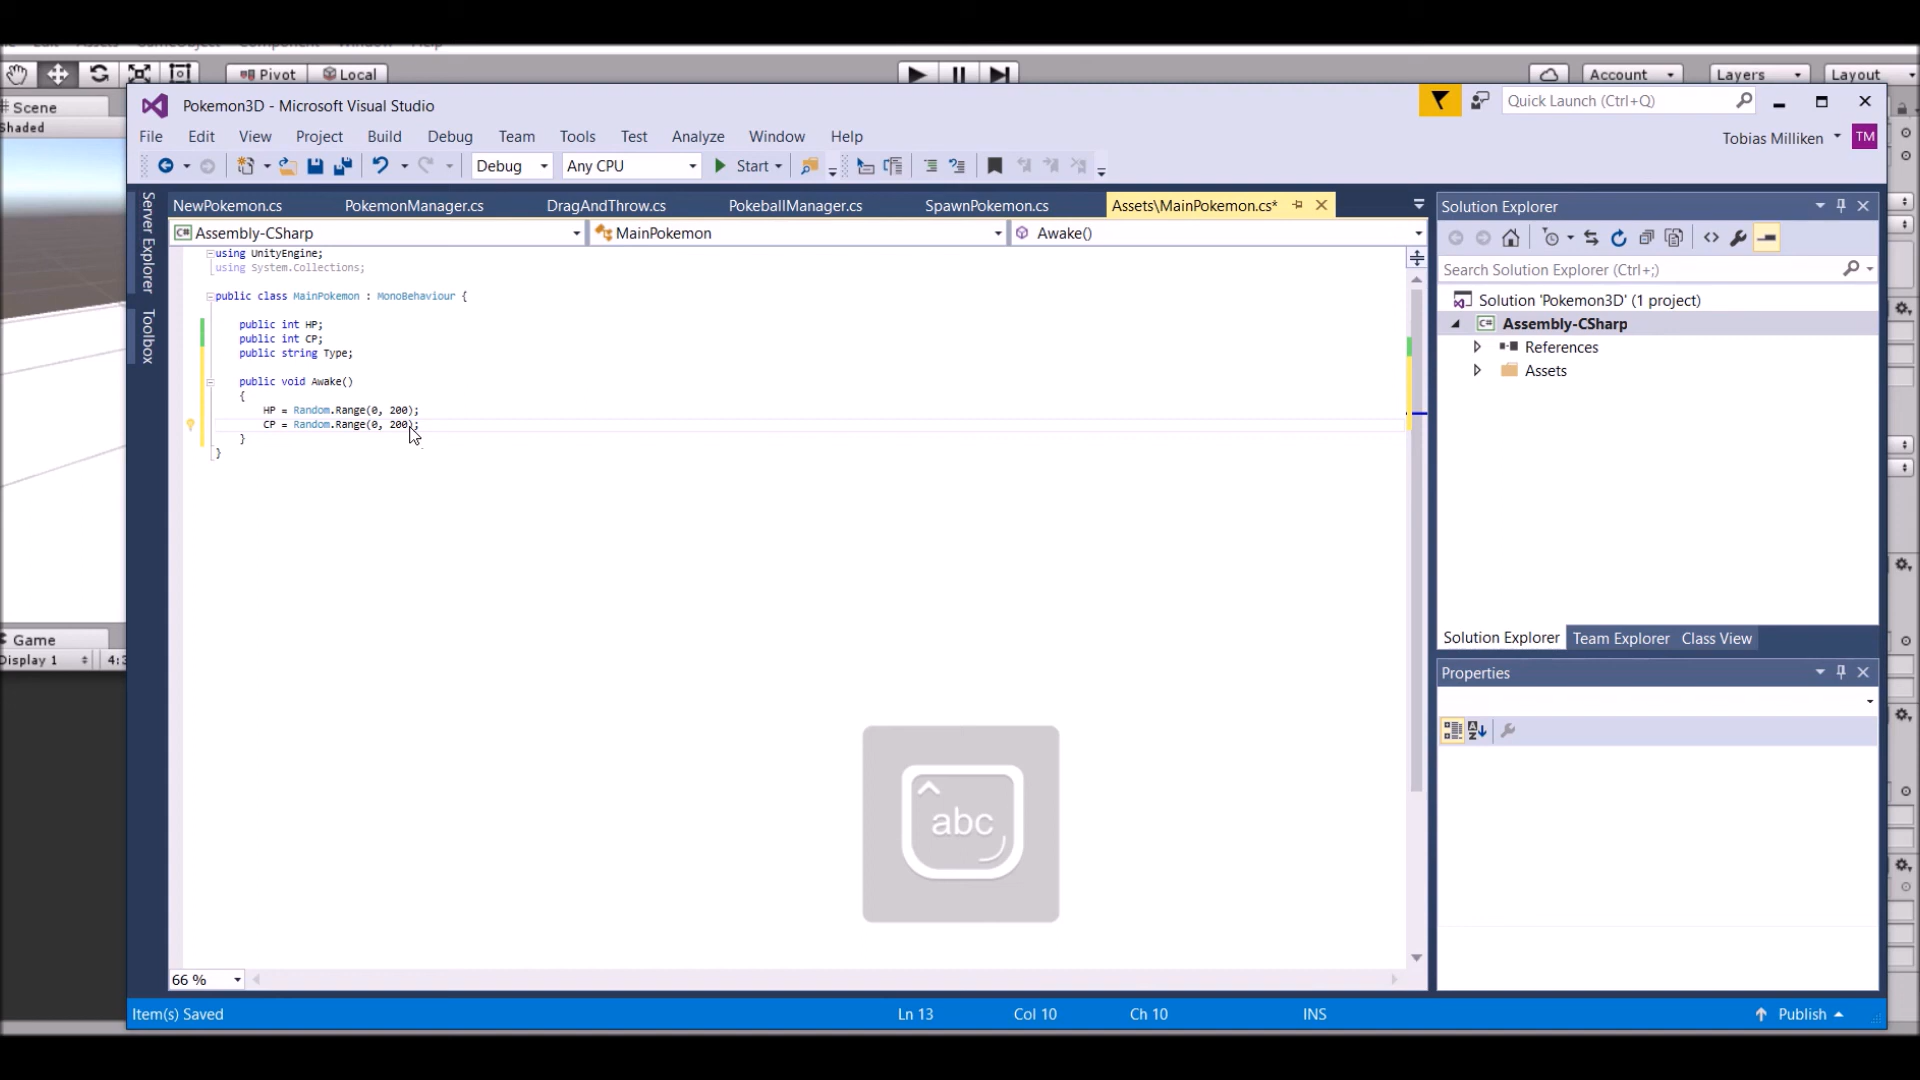 Pivot
Local
Account
Layers
Layout
# Scene
Shaded
Pokemon3D - Microsoft Visual Studio
Quick Launch (Ctrl+Q)
File Edit View Project Build Debug Team Tools Test Analyze Window Help
Tobias Milliken
TM
Debug
Any CPU
Start
Server Explorer
Toolbox
NewPokemon.cs
PokemonManager.cs
DragAndThrow.cs
PokeballManager.cs
SpawnPokemon.cs
Assets\MainPokemon.cs*
Assembly-CSharp
MainPokemon
Awake()
using UnityEngine;
using System.Collections;
public class MainPokemon : MonoBehaviour {
public int HP;
public int CP;
public string Type;
public void Awake()
{
HP = Random.Range(0, 200);
CP = Random.Range(0, 200);
}
}
Solution Explorer
Search Solution Explorer (Ctrl+;)
Solution 'Pokemon3D' (1 project)
C# Assembly-CSharp
References
Assets
Solution Explorer Team Explorer Class View
Properties
Game
Display 1
4:3
abc
66 %
Item(s) Saved
Ln 13
Col 10
Ch 10
INS
Publish